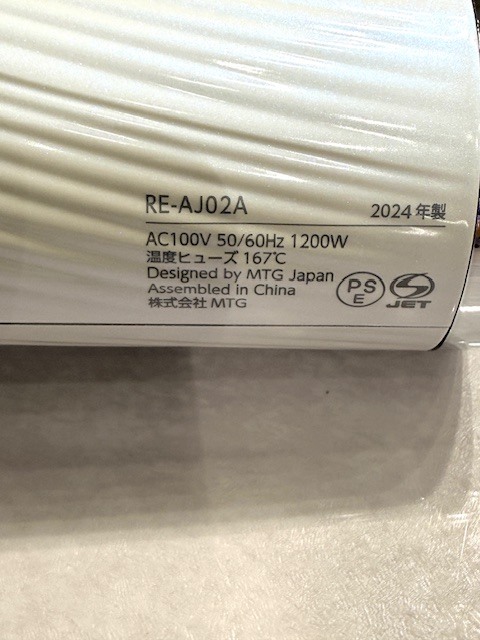 RE-AJ02A 2024年製
AC100V 50/60Hz 1200W
温度ヒューズ 167℃
Designed by MTG Japan
Assembled in China
株式会社 MTG
PS
E
JET